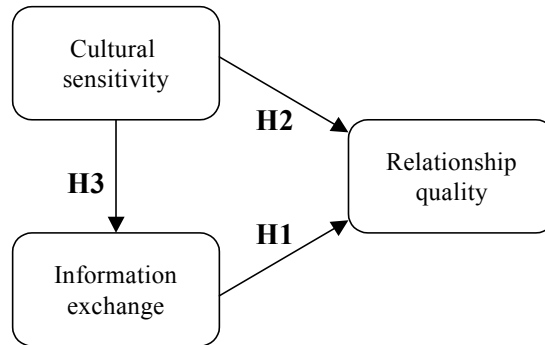 Cultural
sensitivity
H2
Relationship
quality
H3
H1
Information
exchange